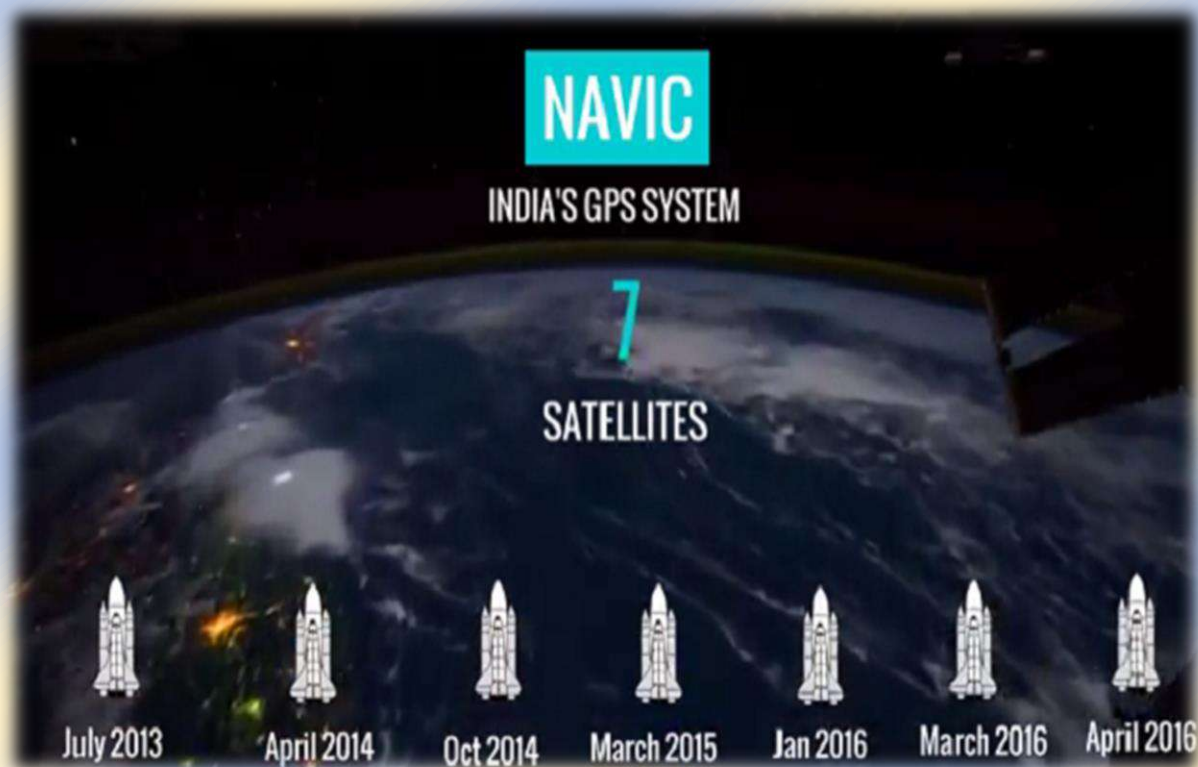 NAVIC
INDIA'S GPS SYSTEM
7
SATELLITES
July 2013 April 2014 Oct 2014 March 2015 Jan 2016 March 2016 April 2016